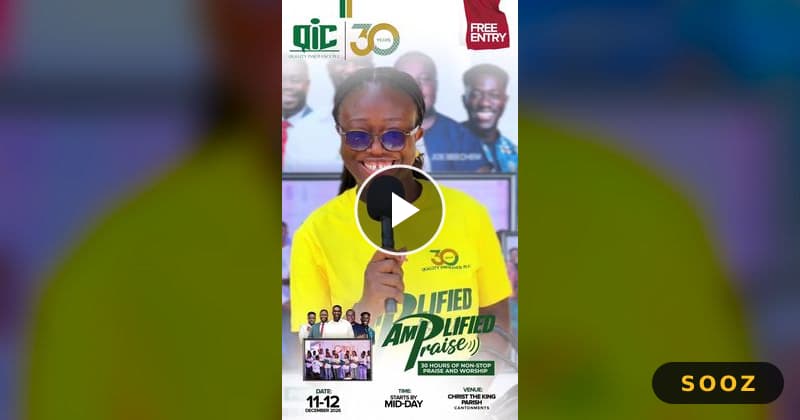 QIC
QUALITY INSURANCE PLC
30
YEARS
FREE
ENTRY
JOE BEECHEM
30
QUALITY INSURANCE PLC
AMPLIFIED
Praise
30 HOURS OF NON-STOP
PRAISE AND WORSHIP
DATE:
11-12
DECEMBER 2025
TIME:
STARTS BY
MID-DAY
VENUE:
CHRIST THE KING
PARISH
CANTONMENTS
SOOZ